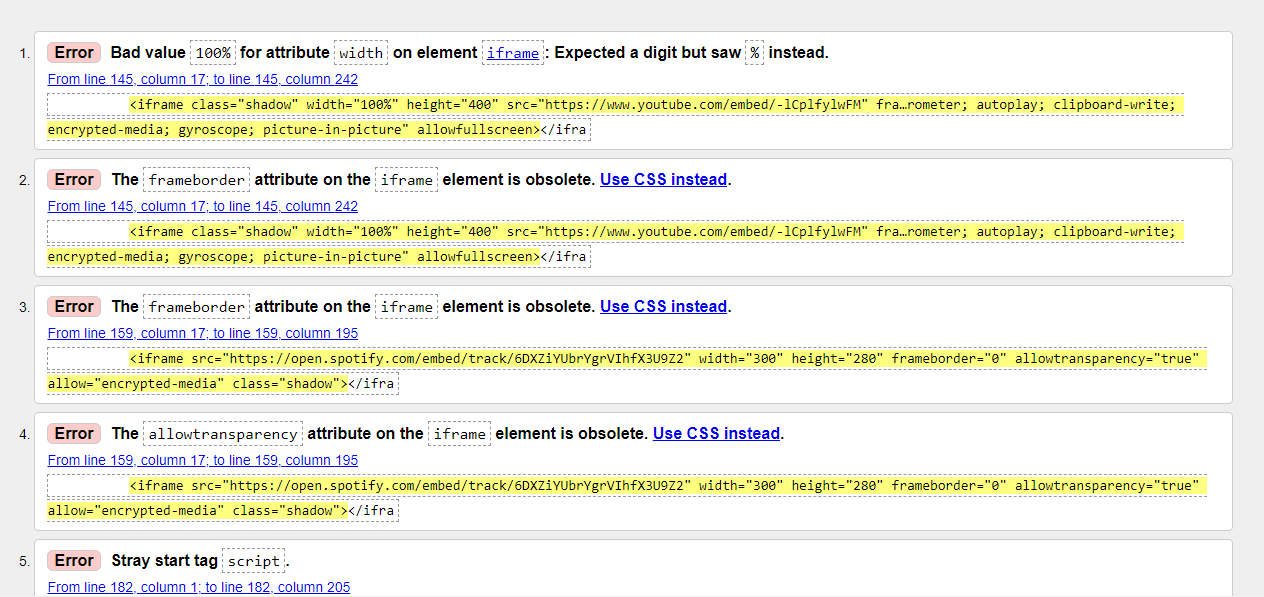 1. Error Bad value 100% for attribute width on element iframe: Expected a digit but saw % instead.
From line 145, column 17; to line 145, column 242
<iframe class="shadow" width="100%" height="400" src="https://www.youtube.com/embed/-lCplfylwFM" fra…rometer; autoplay; clipboard-write;
encrypted-media; gyroscope; picture-in-picture" allowfullscreen></ifra
2. Error The frameborder attribute on the iframe element is obsolete. Use CSS instead.
From line 145, column 17; to line 145, column 242
<iframe class="shadow" width="100%" height="400" src="https://www.youtube.com/embed/-lCplfylwFM" fra…rometer; autoplay; clipboard-write;
encrypted-media; gyroscope; picture-in-picture" allowfullscreen></ifra
3. Error The frameborder attribute on the iframe element is obsolete. Use CSS instead.
From line 159, column 17; to line 159, column 195
<iframe src="https://open.spotify.com/embed/track/6DXZiYUbrYgrVIhfX3U9Z2" width="300" height="280" frameborder="0" allowtransparency="true"
allow="encrypted-media" class="shadow"></ifra
4. Error The allowtransparency attribute on the iframe element is obsolete. Use CSS instead.
From line 159, column 17; to line 159, column 195
<iframe src="https://open.spotify.com/embed/track/6DXZiYUbrYgrVIhfX3U9Z2" width="300" height="280" frameborder="0" allowtransparency="true"
allow="encrypted-media" class="shadow"></ifra
5. Error Stray start tag script.
From line 182, column 1; to line 182, column 205